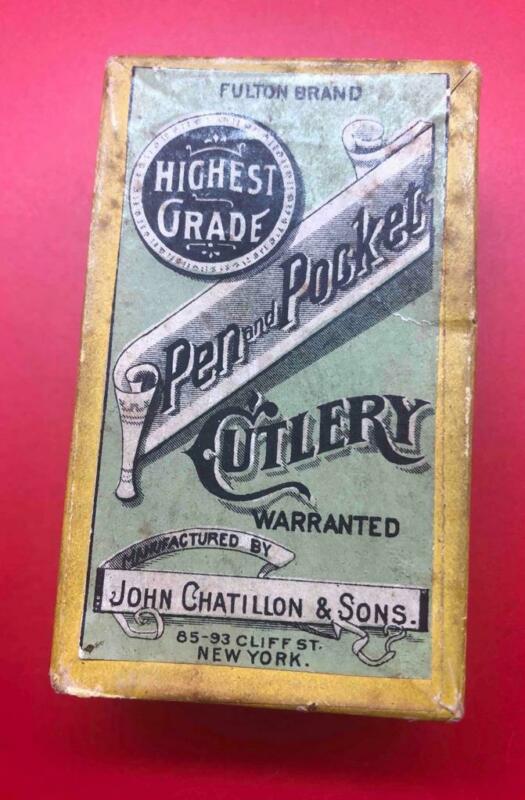 FULTON BRAND
HIGHEST
GRADE
Pen and Pocket
CUTLERY
WARRANTED
MANUFACTURED BY
JOHN CHATILLON & SONS.
85-93 CLIFF ST.
NEW YORK.